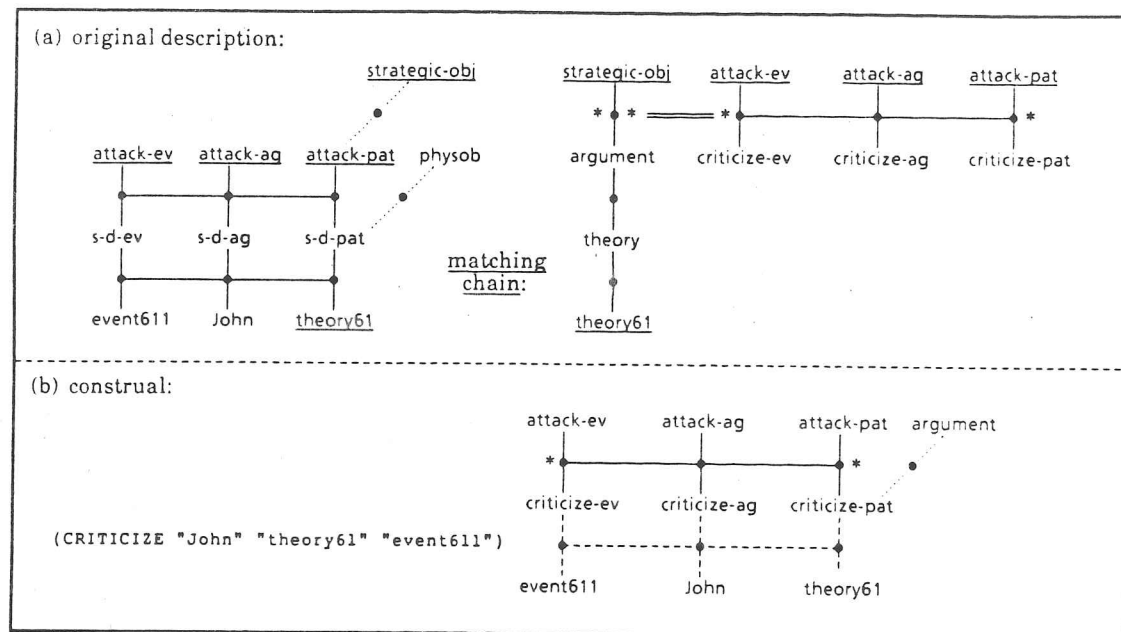 (a) original description:
strategic-obj
attack-ev attack-ag attack-pat physob
s-d-ev s-d-ag s-d-pat
event611 John theory61
matching
chain:
strategic-obj attack-ev attack-ag attack-pat
* * * *
argument criticize-ev criticize-ag criticize-pat
theory
theory61
(b) construal:
attack-ev attack-ag attack-pat argument
* *
criticize-ev criticize-ag criticize-pat
(CRITICIZE "John" "theory61" "event611")
event611 John theory61